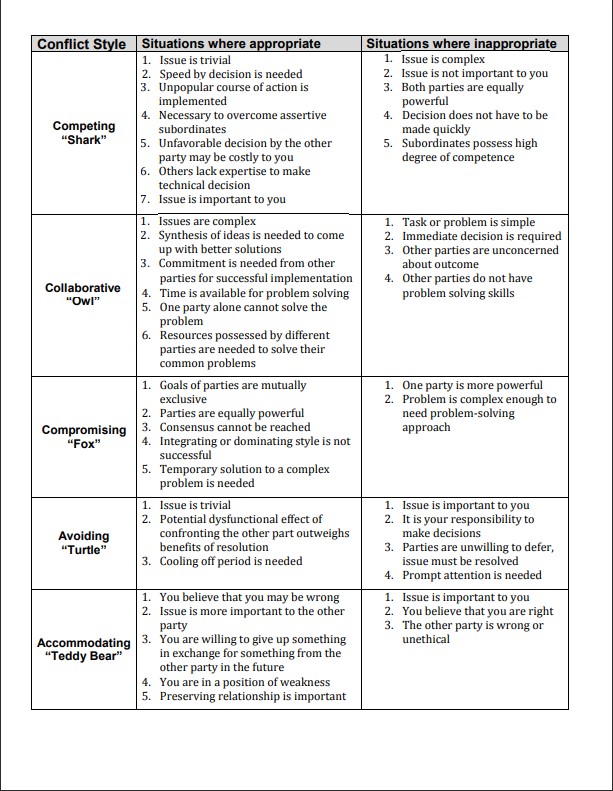 Conflict Style Situations where appropriate Situations where inappropriate
Competing
“Shark”
1. Issue is trivial
2. Speed by decision is needed
3. Unpopular course of action is
implemented
4. Necessary to overcome assertive
subordinates
5. Unfavorable decision by the other
party may be costly to you
6. Others lack expertise to make
technical decision
7. Issue is important to you
1. Issue is complex
2. Issue is not important to you
3. Both parties are equally
powerful
4. Decision does not have to be
made quickly
5. Subordinates possess high
degree of competence
Collaborative
“Owl”
1. Issues are complex
2. Synthesis of ideas is needed to come
up with better solutions
3. Commitment is needed from other
parties for successful implementation
4. Time is available for problem solving
5. One party alone cannot solve the
problem
6. Resources possessed by different
parties are needed to solve their
common problems
1. Task or problem is simple
2. Immediate decision is required
3. Other parties are unconcerned
about outcome
4. Other parties do not have
problem solving skills
Compromising
“Fox”
1. Goals of parties are mutually
exclusive
2. Parties are equally powerful
3. Consensus cannot be reached
4. Integrating or dominating style is not
successful
5. Temporary solution to a complex
problem is needed
1. One party is more powerful
2. Problem is complex enough to
need problem-solving
approach
Avoiding
“Turtle”
1. Issue is trivial
2. Potential dysfunctional effect of
confronting the other part outweighs
benefits of resolution
3. Cooling off period is needed
1. Issue is important to you
2. It is your responsibility to
make decisions
3. Parties are unwilling to defer,
issue must be resolved
4. Prompt attention is needed
Accommodating
“Teddy Bear”
1. You believe that you may be wrong
2. Issue is more important to the other
party
3. You are willing to give up something
in exchange for something from the
other party in the future
4. You are in a position of weakness
5. Preserving relationship is important
1. Issue is important to you
2. You believe that you are right
3. The other party is wrong or
unethical